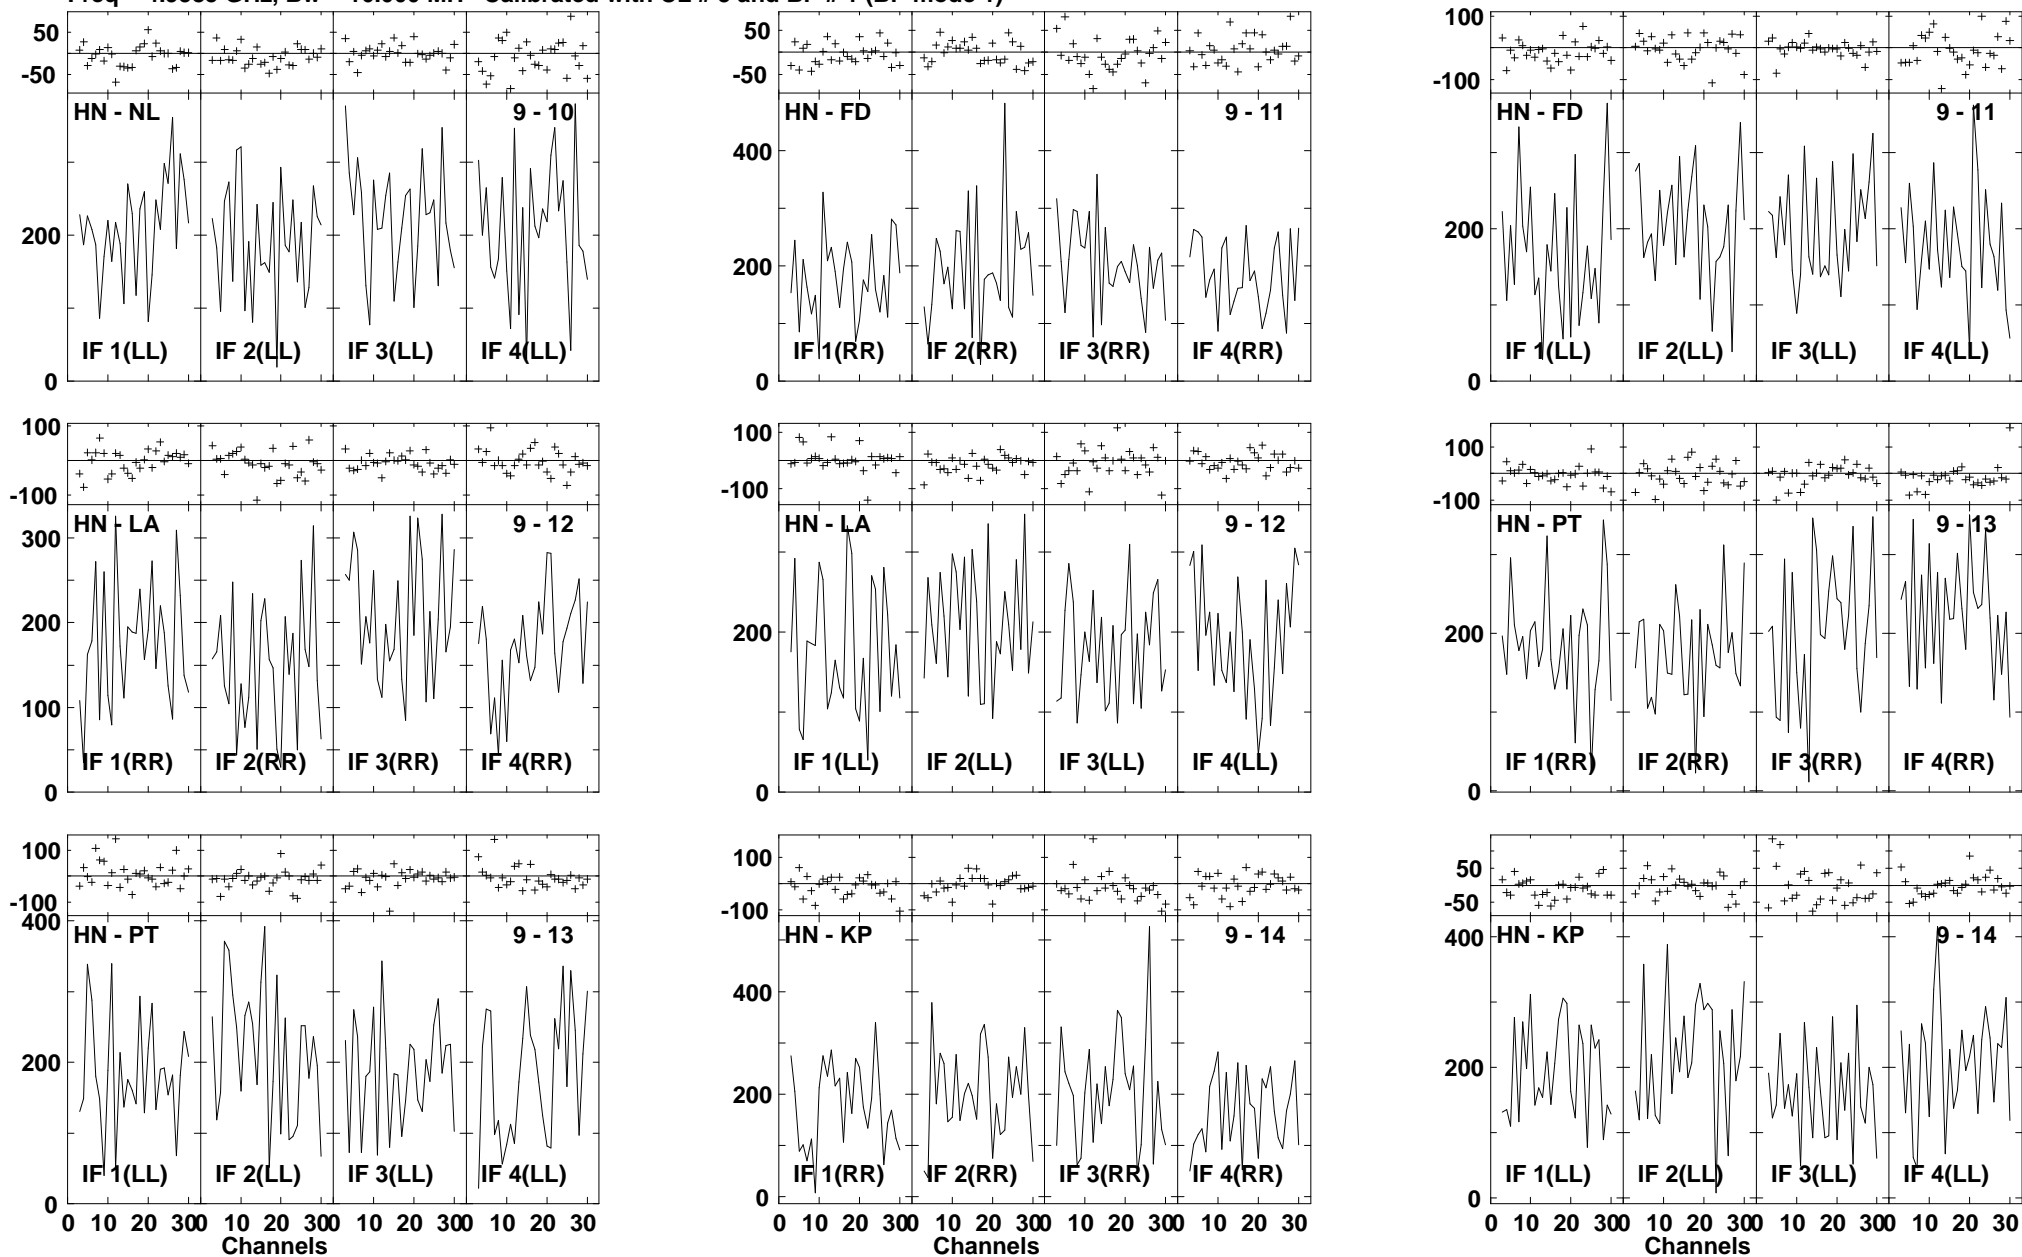 50
-50
HN - NL 9 - 10
200
0
IF 1(LL) IF 2(LL) IF 3(LL) IF 4(LL)
50
-50
HN - FD 9 - 11
400
200
0
IF 1(RR) IF 2(RR) IF 3(RR) IF 4(RR)
100
-100
HN - FD 9 - 11
200
0
IF 1(LL) IF 2(LL) IF 3(LL) IF 4(LL)
100
-100
HN - LA 9 - 12
300
200
100
0
IF 1(RR) IF 2(RR) IF 3(RR) IF 4(RR)
100
-100
HN - LA 9 - 12
200
0
IF 1(LL) IF 2(LL) IF 3(LL) IF 4(LL)
100
-100
HN - PT 9 - 13
200
0
IF 1(RR) IF 2(RR) IF 3(RR) IF 4(RR)
100
-100
HN - PT 9 - 13
400
200
0
IF 1(LL) IF 2(LL) IF 3(LL) IF 4(LL)
0 10 20 30 0 10 20 30 0 10 20 30 0 10 20 30
Channels
100
-100
HN - KP 9 - 14
400
200
0
IF 1(RR) IF 2(RR) IF 3(RR) IF 4(RR)
0 10 20 30 0 10 20 30 0 10 20 30 0 10 20 30
Channels
50
-50
HN - KP 9 - 14
400
200
0
IF 1(LL) IF 2(LL) IF 3(LL) IF 4(LL)
0 10 20 30 0 10 20 30 0 10 20 30 0 10 20 30
Channels